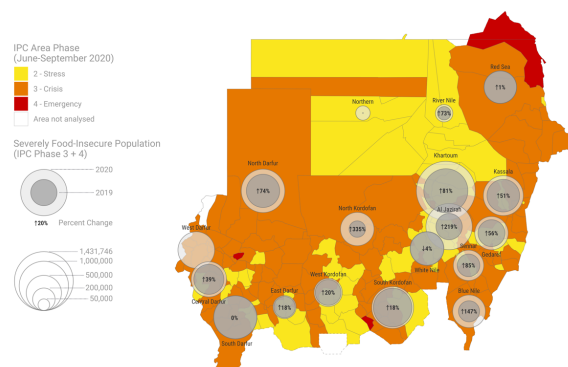 IPC Area Phase
(June-September 2020)
2 - Stress
3 - Crisis
4 - Emergency
Area not analysed
Severely Food-Insecure Population
(IPC Phase 3 + 4)
2020
2019
↑20% Percent Change
1,431,746
1,000,000
500,000
200,000
50,000
Red Sea
↑1%
Northern
River Nile
↑73%
Khartoum
↑81%
Kassala
↑51%
North Darfur
↑74%
North Kordofan
↑335%
Al Jazirah
↑219%
West Darfur
↓4%
White Nile
Sennar
↑85%
Gedaref
↑56%
↑39%
Central Darfur
East Darfur
↑18%
West Kordofan
↑20%
South Kordofan
↑18%
Blue Nile
↑147%
0%
South Darfur